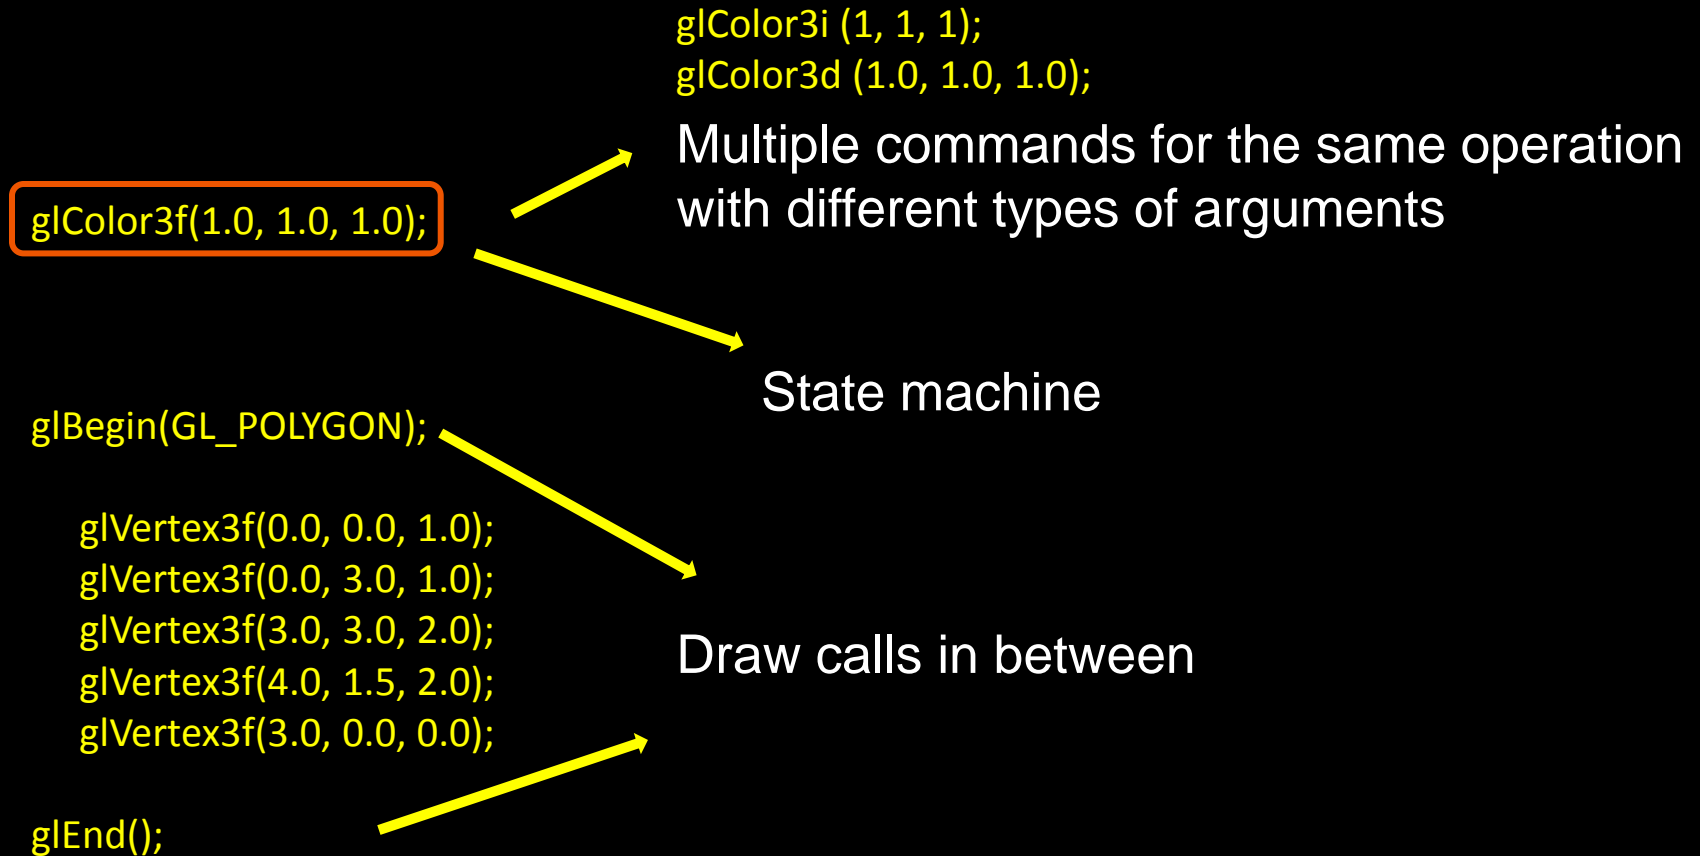 glColor3i (1, 1, 1);
glColor3d (1.0, 1.0, 1.0);
Multiple commands for the same operation
with different types of arguments
glColor3f(1.0, 1.0, 1.0);
State machine
glBegin(GL_POLYGON);
glVertex3f(0.0, 0.0, 1.0);
glVertex3f(0.0, 3.0, 1.0);
glVertex3f(3.0, 3.0, 2.0);
glVertex3f(4.0, 1.5, 2.0);
glVertex3f(3.0, 0.0, 0.0);
Draw calls in between
glEnd();